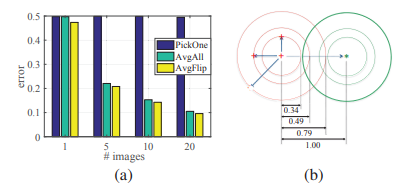 0.5
0.4
0.3
0.2
0.1
0
error
PickOne
AvgAll
AvgFlip
1 5 10 20
# images
(a)
0.34
0.49
0.79
1.00
(b)